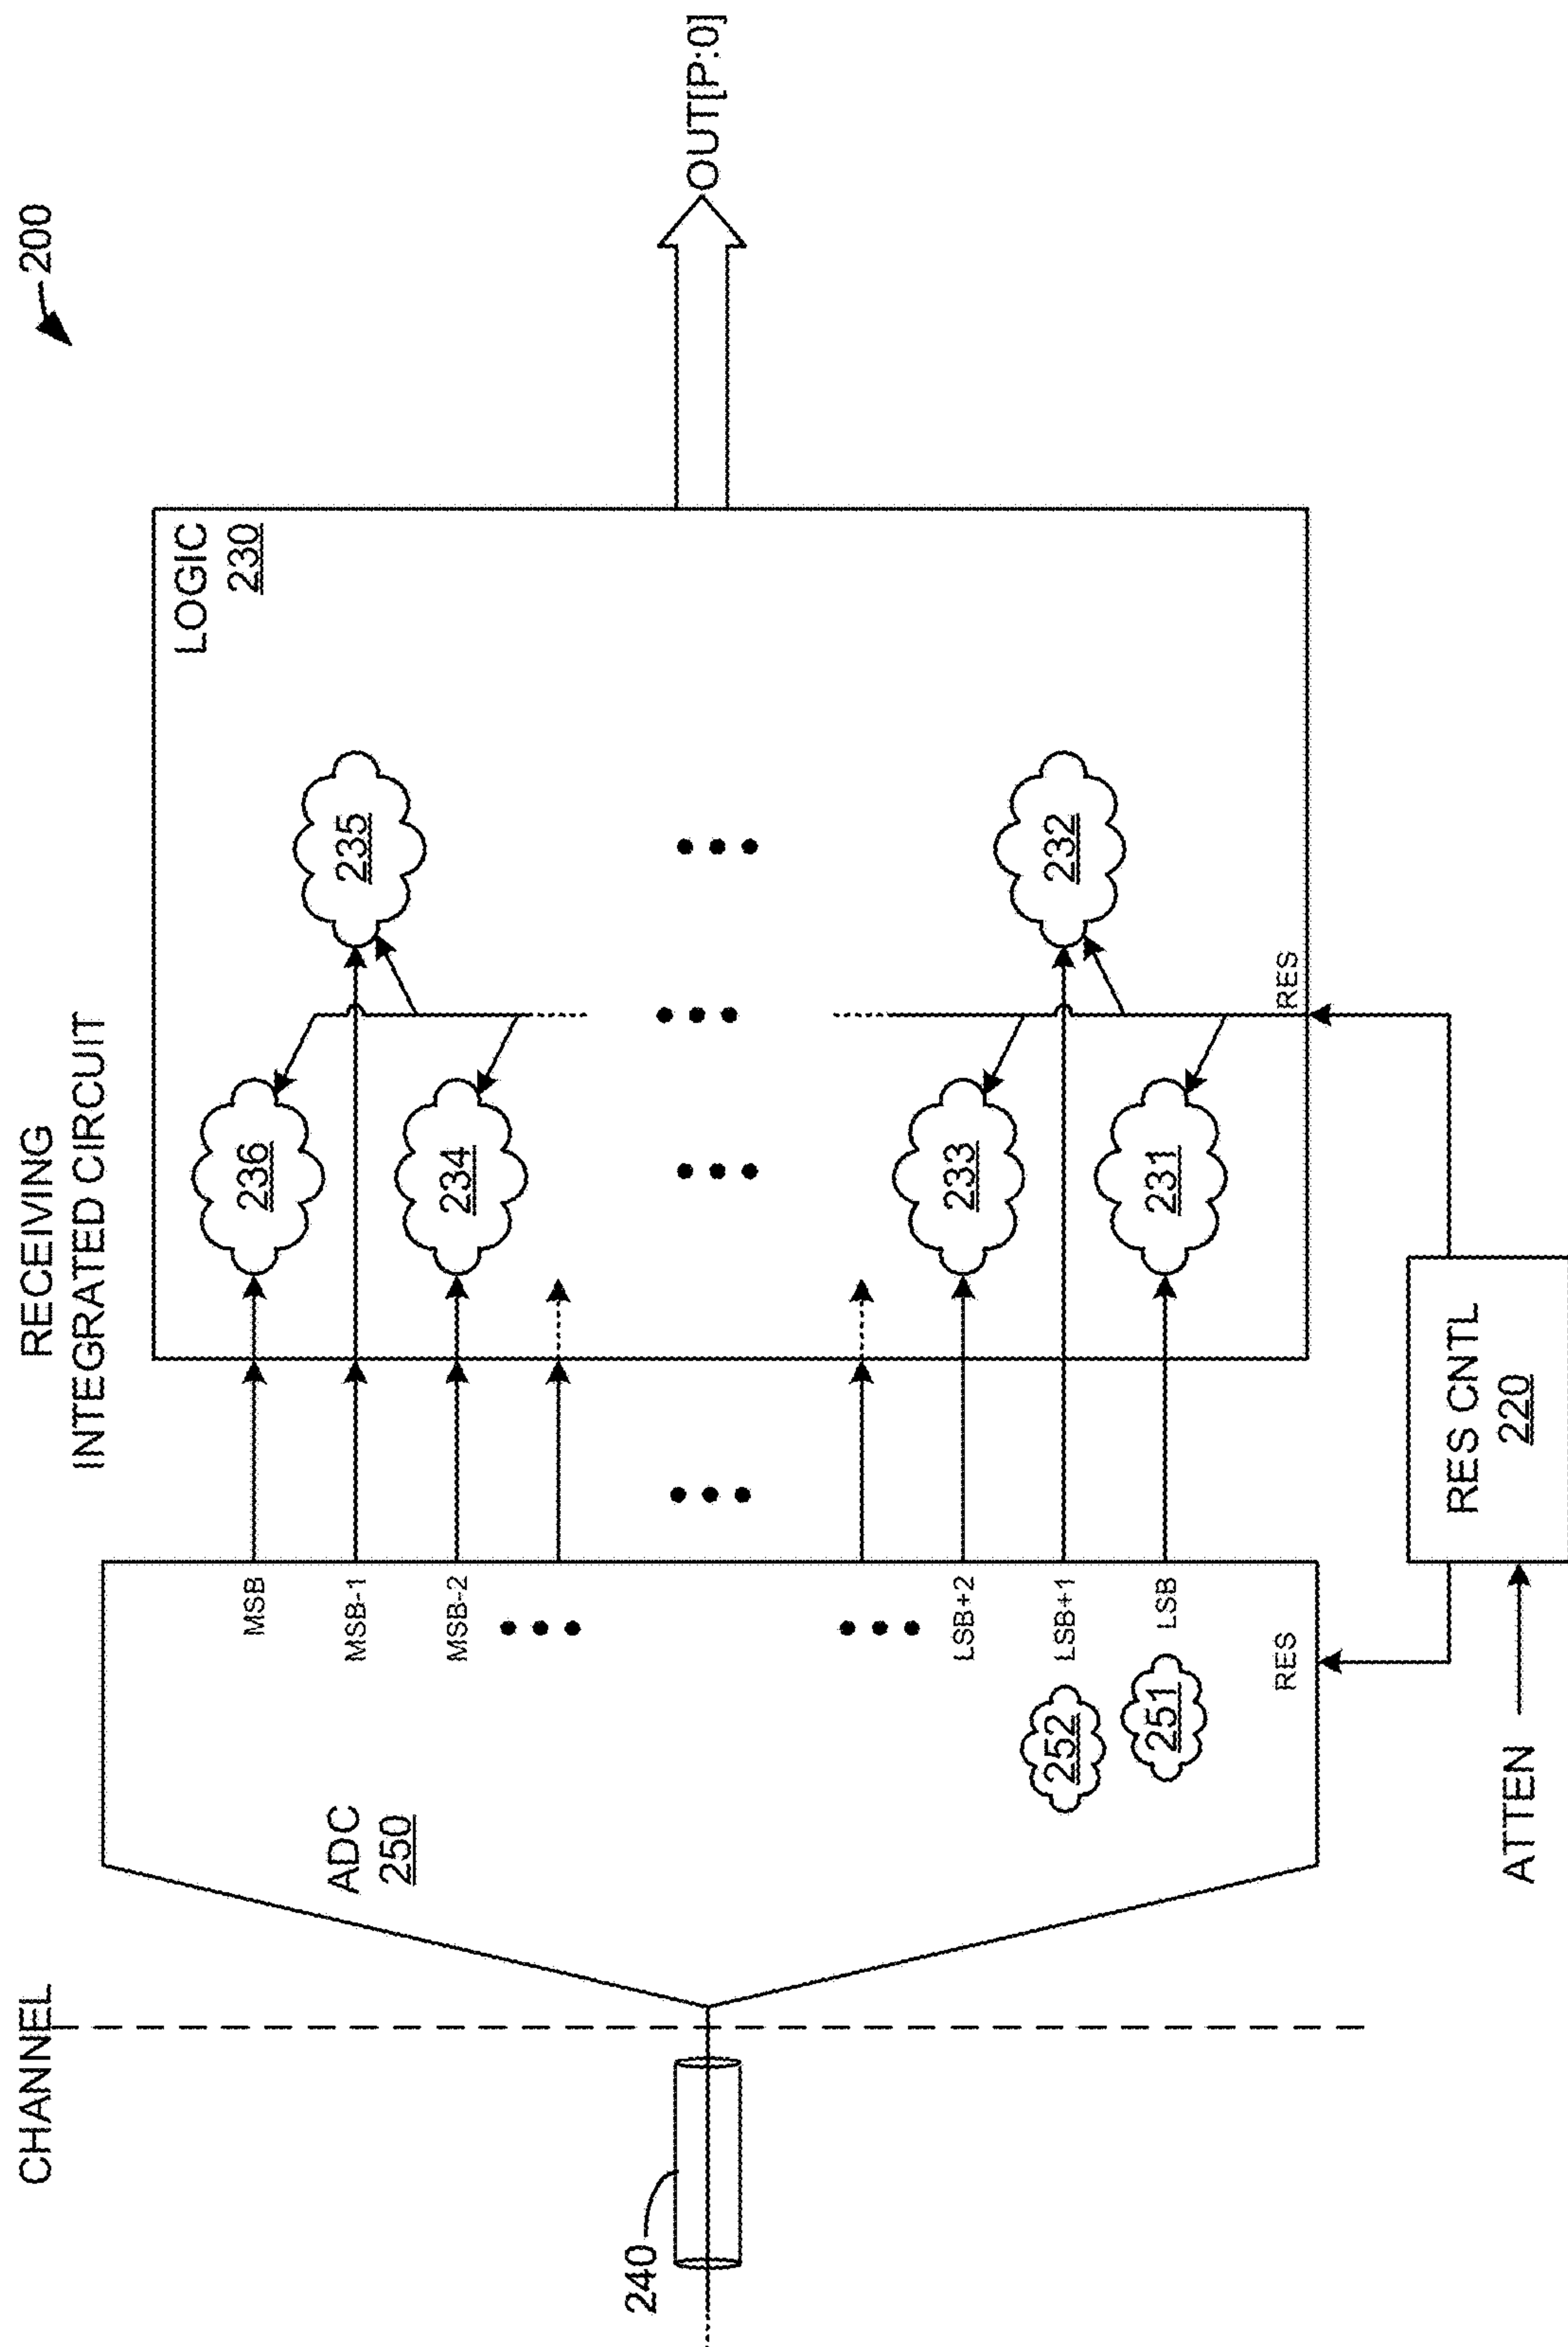 200
CHANNEL
RECEIVING
INTEGRATED CIRCUIT
240
ADC
250
MSB
MSB-1
MSB-2
LSB+2
LSB+1
LSB
252
251
RES
LOGIC
230
236
235
234
233
232
231
RES
OUT[P:0]
ATTEN
RES CNTL
220